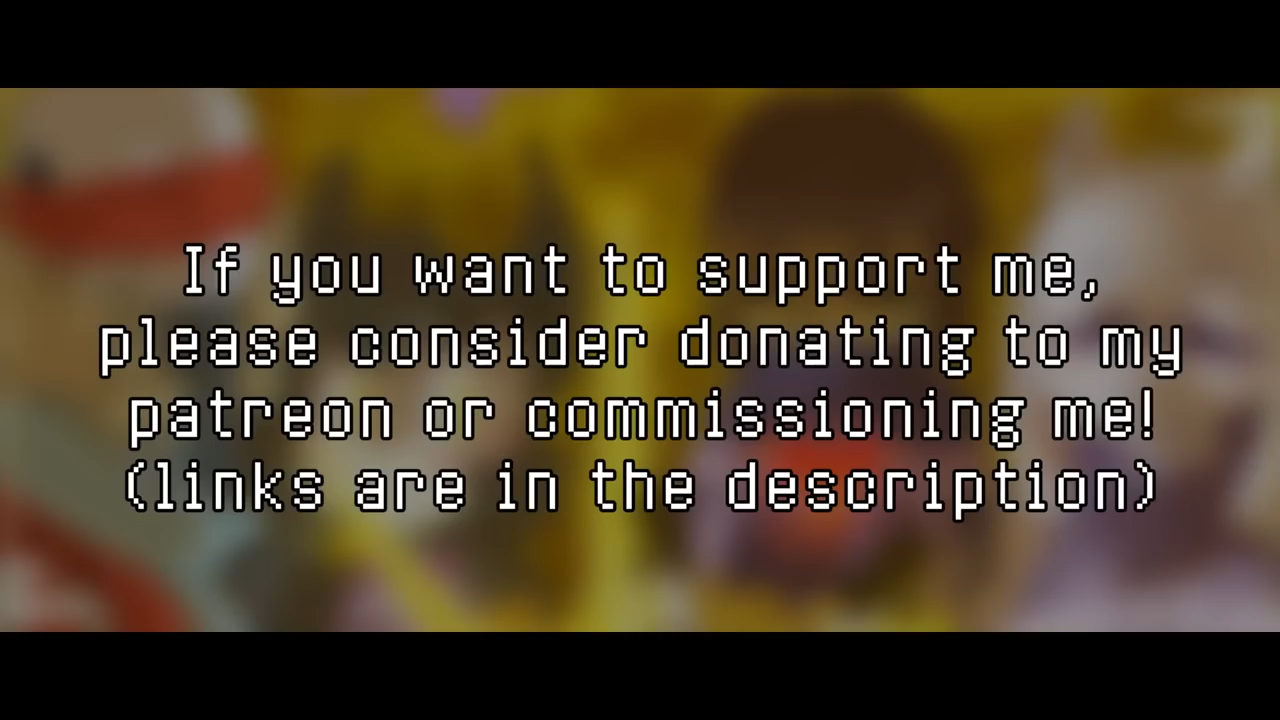 If you want to support me,
please consider donating to my
patreon or commissioning me!
(links are in the description)